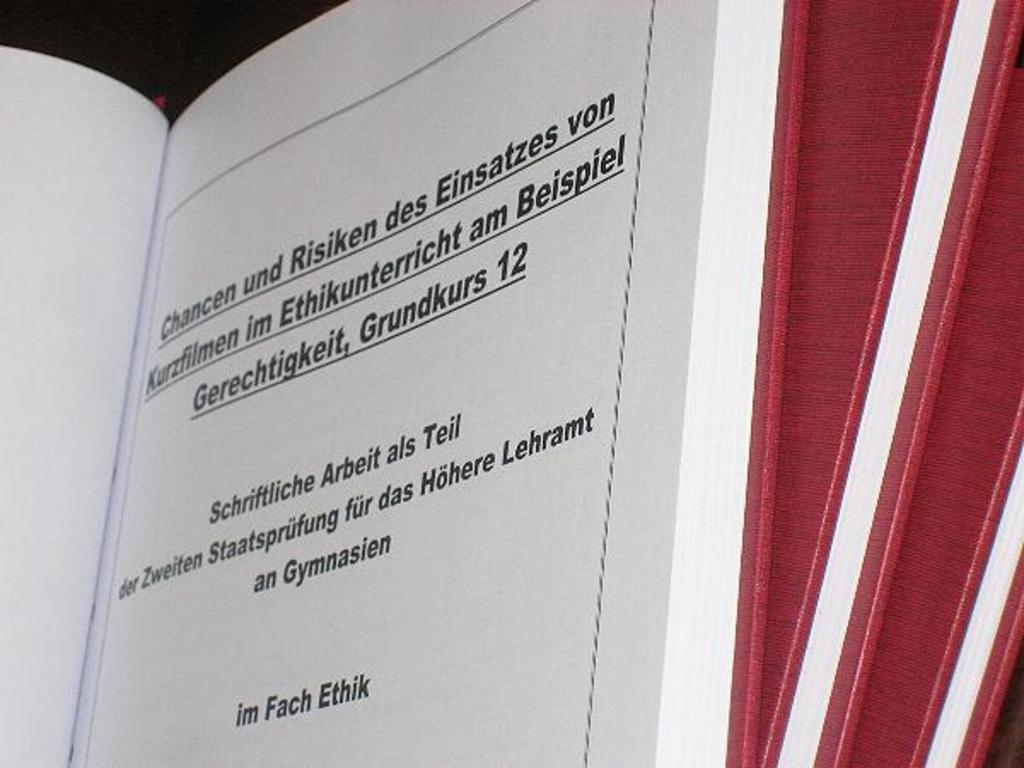 Chancen und Risiken des Einsatzes von
Kurzfilmen im Ethikunterricht am Beispiel
Gerechtigkeit, Grundkurs 12
Schriftliche Arbeit als Teil
der Zweiten Staatsprüfung für das Höhere Lehramt
an Gymnasien
im Fach Ethik